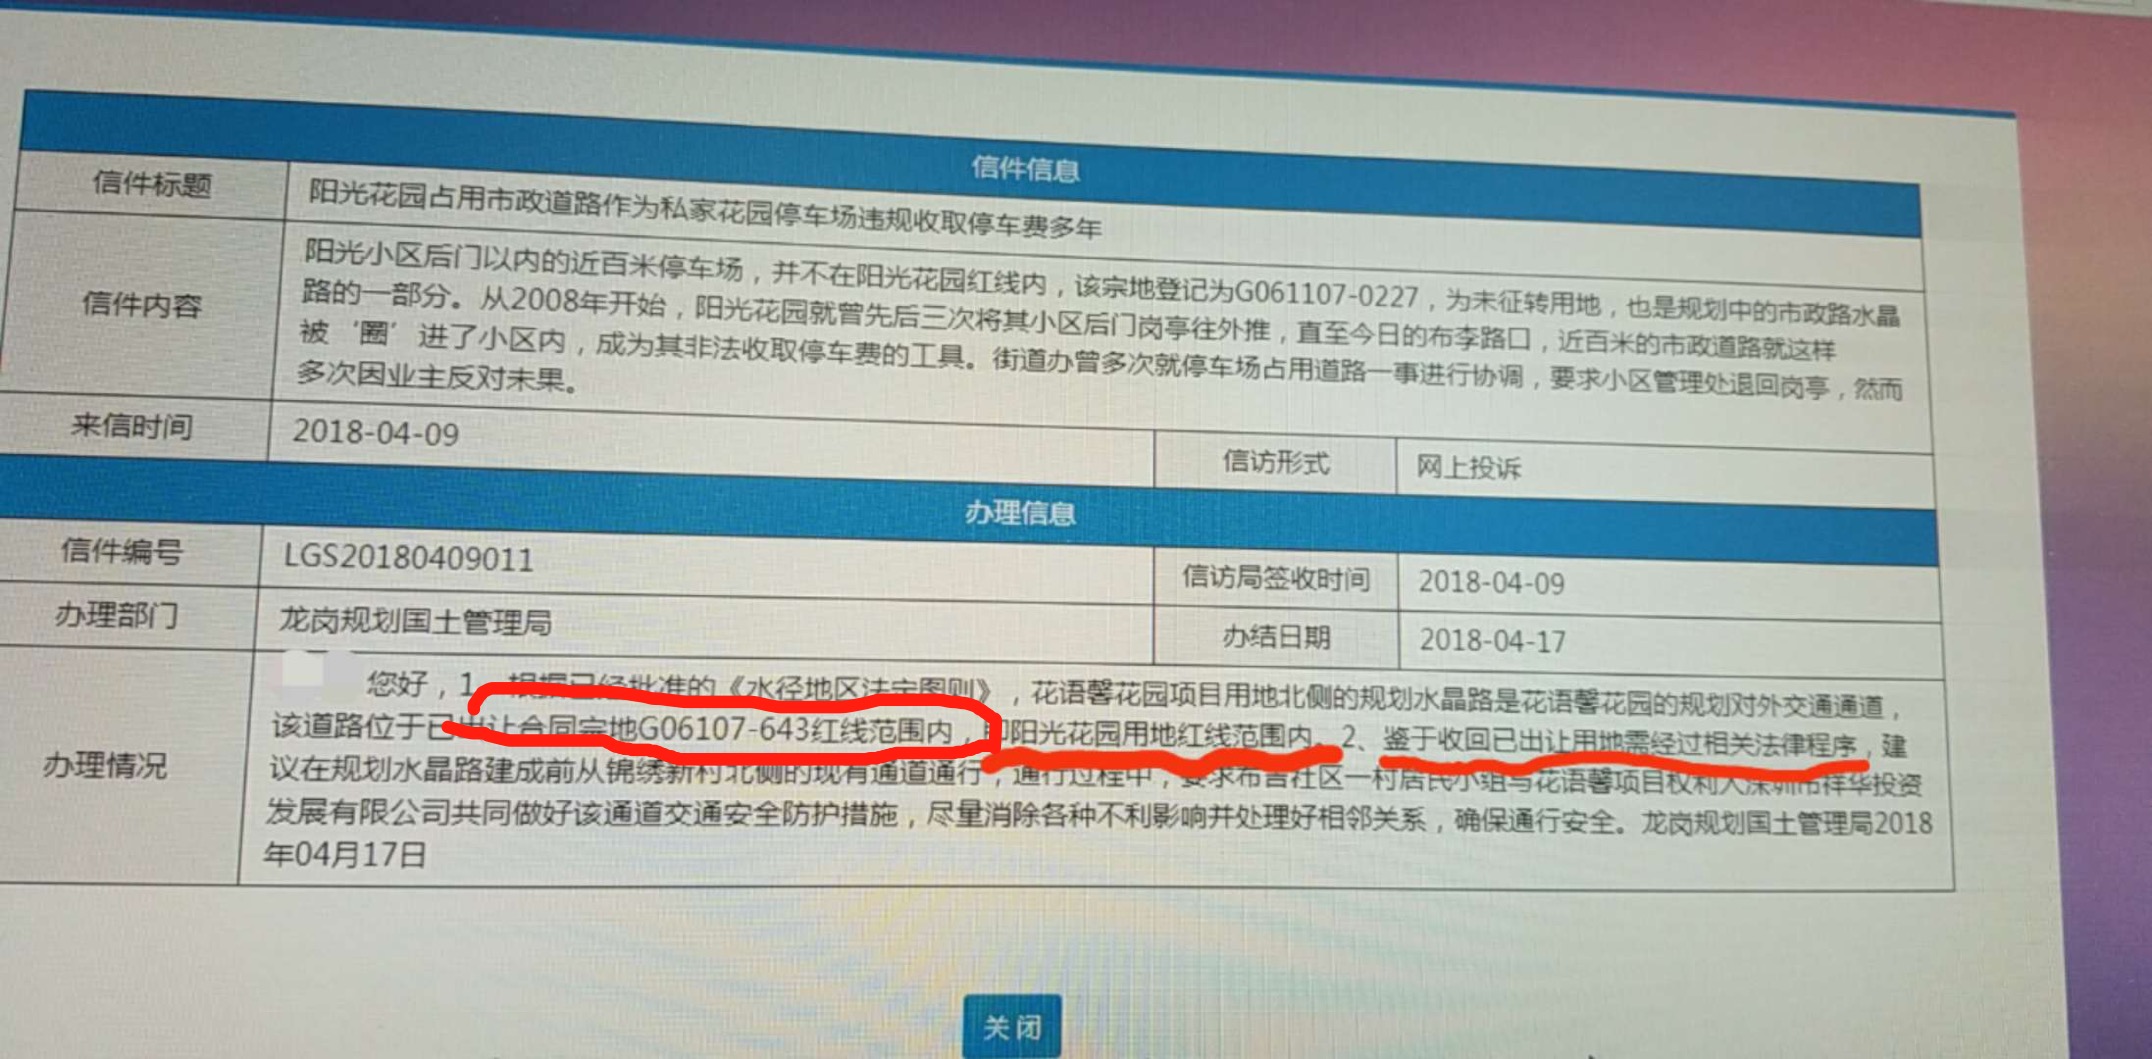 信件信息
信件标题 阳光花园占用市政道路作为私家花园停车场违规收取停车费多年
信件内容
阳光小区后门以内的近百米停车场，并不在阳光花园红线内，该宗地登记为G061107-0227，为未征转用地，也是规划中的市政路水晶
路的一部分。从2008年开始，阳光花园就曾先后三次将其小区后门岗亭往外推，直至今日的布李路口，近百米的市政道路就这样
被‘圈’进了小区内，成为其非法收取停车费的工具。街道办曾多次就停车场占用道路一事进行协调，要求小区管理处退回岗亭，然而
多次因业主反对未果。
来信时间 2018-04-09 信访形式 网上投诉
办理信息
信件编号 LGS20180409011 信访局签收时间 2018-04-09
办理部门 龙岗规划国土管理局 办结日期 2018-04-17
办理情况
您好，1、根据已经批准的《水径地区法定图则》，花语馨花园项目用地北侧的规划水晶路是花语馨花园的规划对外交通通道，
该道路位于已出让合同宗地G06107-643红线范围内，即阳光花园用地红线范围内。2、鉴于收回已出让用地需经过相关法律程序，建
议在规划水晶路建成前从锦绣新村北侧的现有通道通行，通行过程中，要求布吉社区一村居民小组与花语馨项目权利人深圳市祥华投资
发展有限公司共同做好该通道交通安全防护措施，尽量消除各种不利影响并处理好相邻关系，确保通行安全。龙岗规划国土管理局2018
年04月17日
关闭